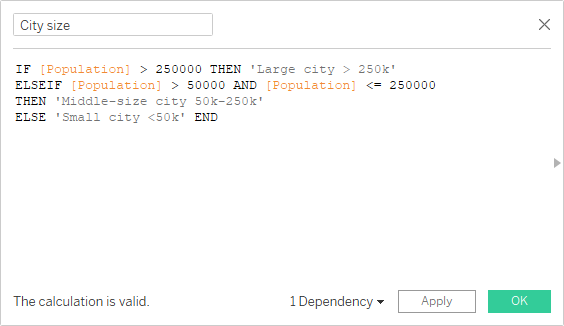 City size
IF [Population] > 250000 THEN 'Large city > 250k'
ELSEIF [Population] > 50000 AND [Population] <= 250000
THEN 'Middle-size city 50k-250k'
ELSE 'Small city <50k' END
The calculation is valid. 1 Dependency Apply OK